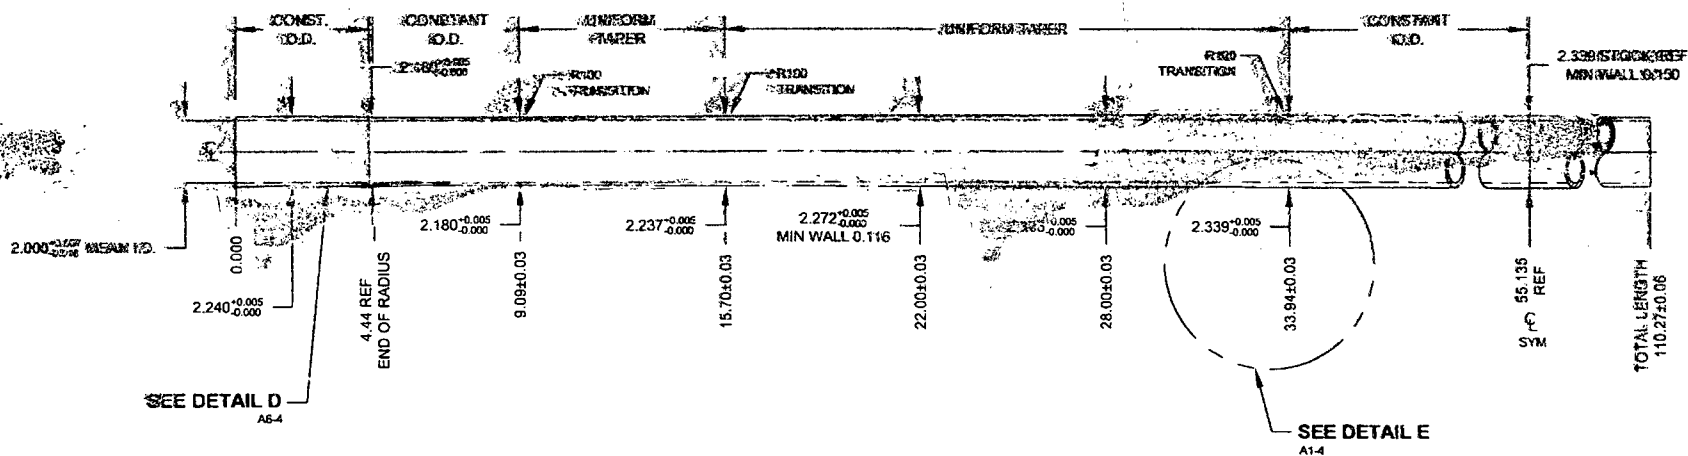 CONST.
O.D.
CONSTANT
O.D.
UNIFORM
TAPER
UNIFORM TAPER
CONSTANT
O.D.
R100
TRANSITION
R100
TRANSITION
TRANSITION
2.339 STOCK REF
MIN WALL 0.150
2.000 MEAN I.D.
0.000
2.240 +0.005 -0.000
4.44 REF
END OF RADIUS
2.180 +0.005 -0.000
9.09±0.03
2.237 +0.005 -0.000
15.70±0.03
2.272 +0.005 -0.000
MIN WALL 0.116
22.00±0.03
28.00±0.03
2.339 +0.005 -0.000
33.94±0.03
55.135
REF
℄
SYM
TOTAL LENGTH
110.27±0.06
SEE DETAIL D
A6-4
SEE DETAIL E
A1-4